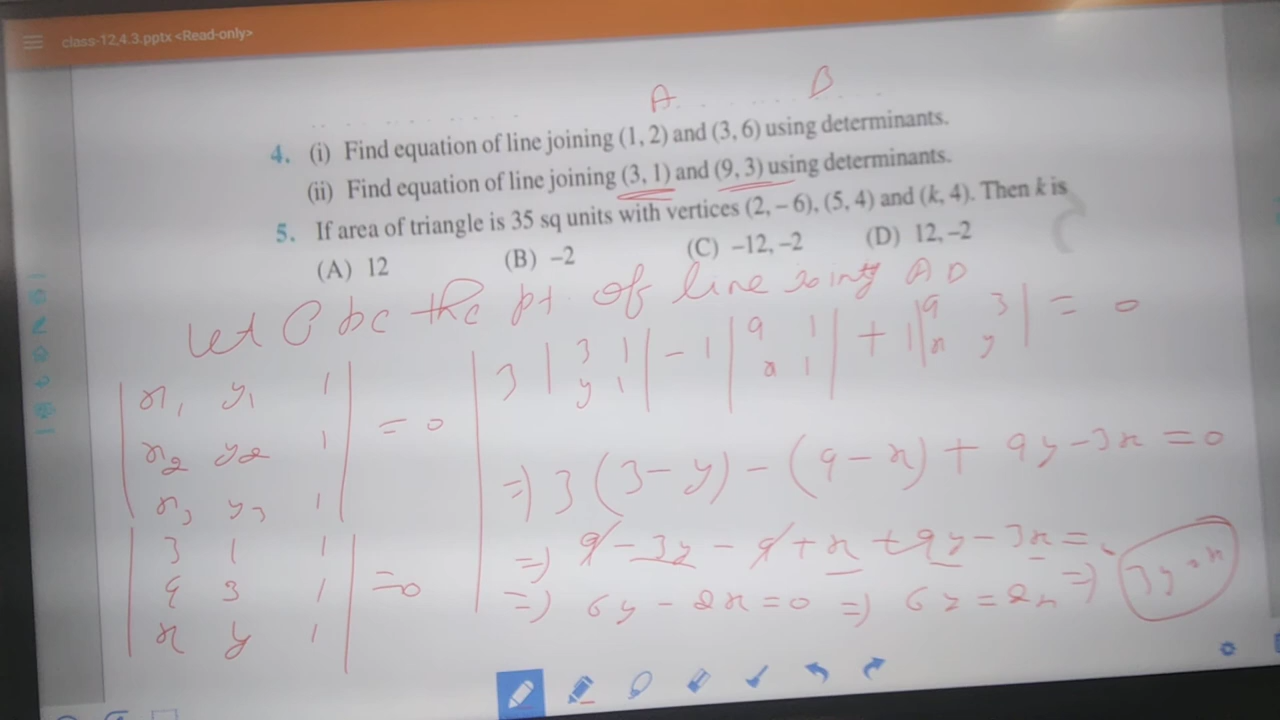 class-12,4.3.pptx <Read-only>
A B
4. (i) Find equation of line joining (1, 2) and (3, 6) using determinants.
(ii) Find equation of line joining (3, 1) and (9, 3) using determinants.
5. If area of triangle is 35 sq units with vertices (2, – 6), (5, 4) and (k, 4). Then k is
(A) 12 (B) –2 (C) –12, –2 (D) 12, –2
Let C be the pt. of line joing A B
| x₁ y₁ 1 |
| x₂ y₂ 1 | = 0
| x₃ y₃ 1 |
| 3 1 1 |
| 9 3 1 | = 0
| x y 1 |
3 | 3 1 | - 1 | 9 1 | + 1 | 9 3 | = 0
| y 1 | | x 1 | | x y |
=> 3 (3 - y) - (9 - x) + 9y - 3x = 0
=> 9 - 3y - 9 + x + 9y - 3x =
=> 6y - 2x = 0 => 6y = 2x => 3y = x